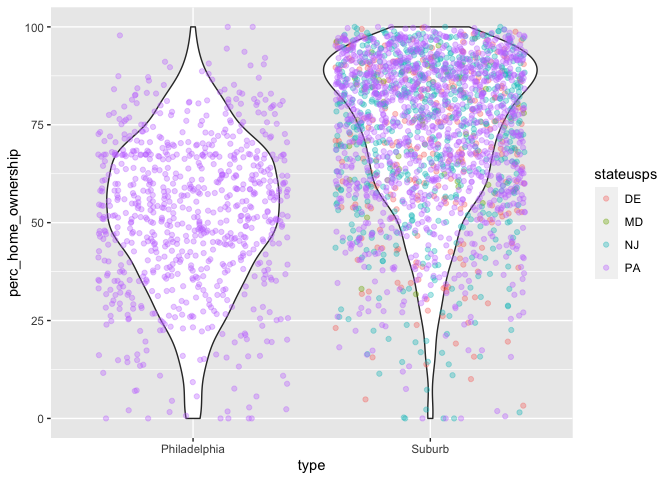 100
75
50
25
0
perc_home_ownership
Philadelphia
Suburb
type
stateusps
DE
MD
NJ
PA